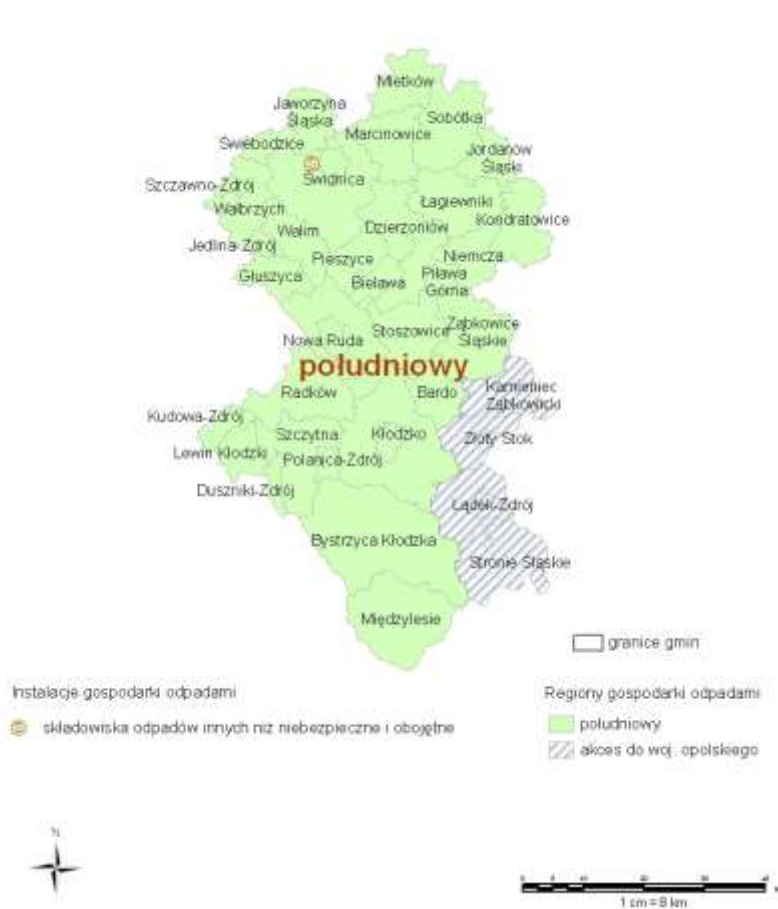 Mietków
Jaworzyna
Śląska
Sobótka
Marcinowice
Świebodzice
Jordanów
Śląski
Świdnica
Szczawno-Zdrój
Łagiewniki
Wałbrzych
Kondratowice
Dzierżoniów
Walim
Jedlina-Zdrój
Niemcza
Pieszyce
Piława
Górna
Głuszyca
Bielawa
Ząbkowice
Śląskie
Stoszowice
Nowa Ruda
południowy
Kamieniec
Ząbkowicki
Radków
Bardo
Kudowa-Zdrój
Szczytna
Kłodzko
Złoty Stok
Lewin Kłodzki
Polanica-Zdrój
Duszniki-Zdrój
Lądek-Zdrój
Bystrzyca Kłodzka
Stronie Śląskie
Międzylesie
granice gmin
Instalacje gospodarki odpadami
składowiska odpadów innych niż niebezpieczne i obojętne
Regiony gospodarki odpadami
południowy
akces do woj. opolskiego
N
1 cm = 8 km